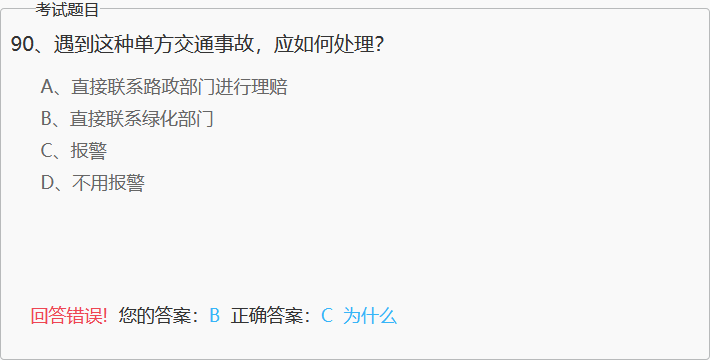 考试题目
90、遇到这种单方交通事故，应如何处理？
A、直接联系路政部门进行理赔
B、直接联系绿化部门
C、报警
D、不用报警
回答错误! 您的答案：B 正确答案：C 为什么